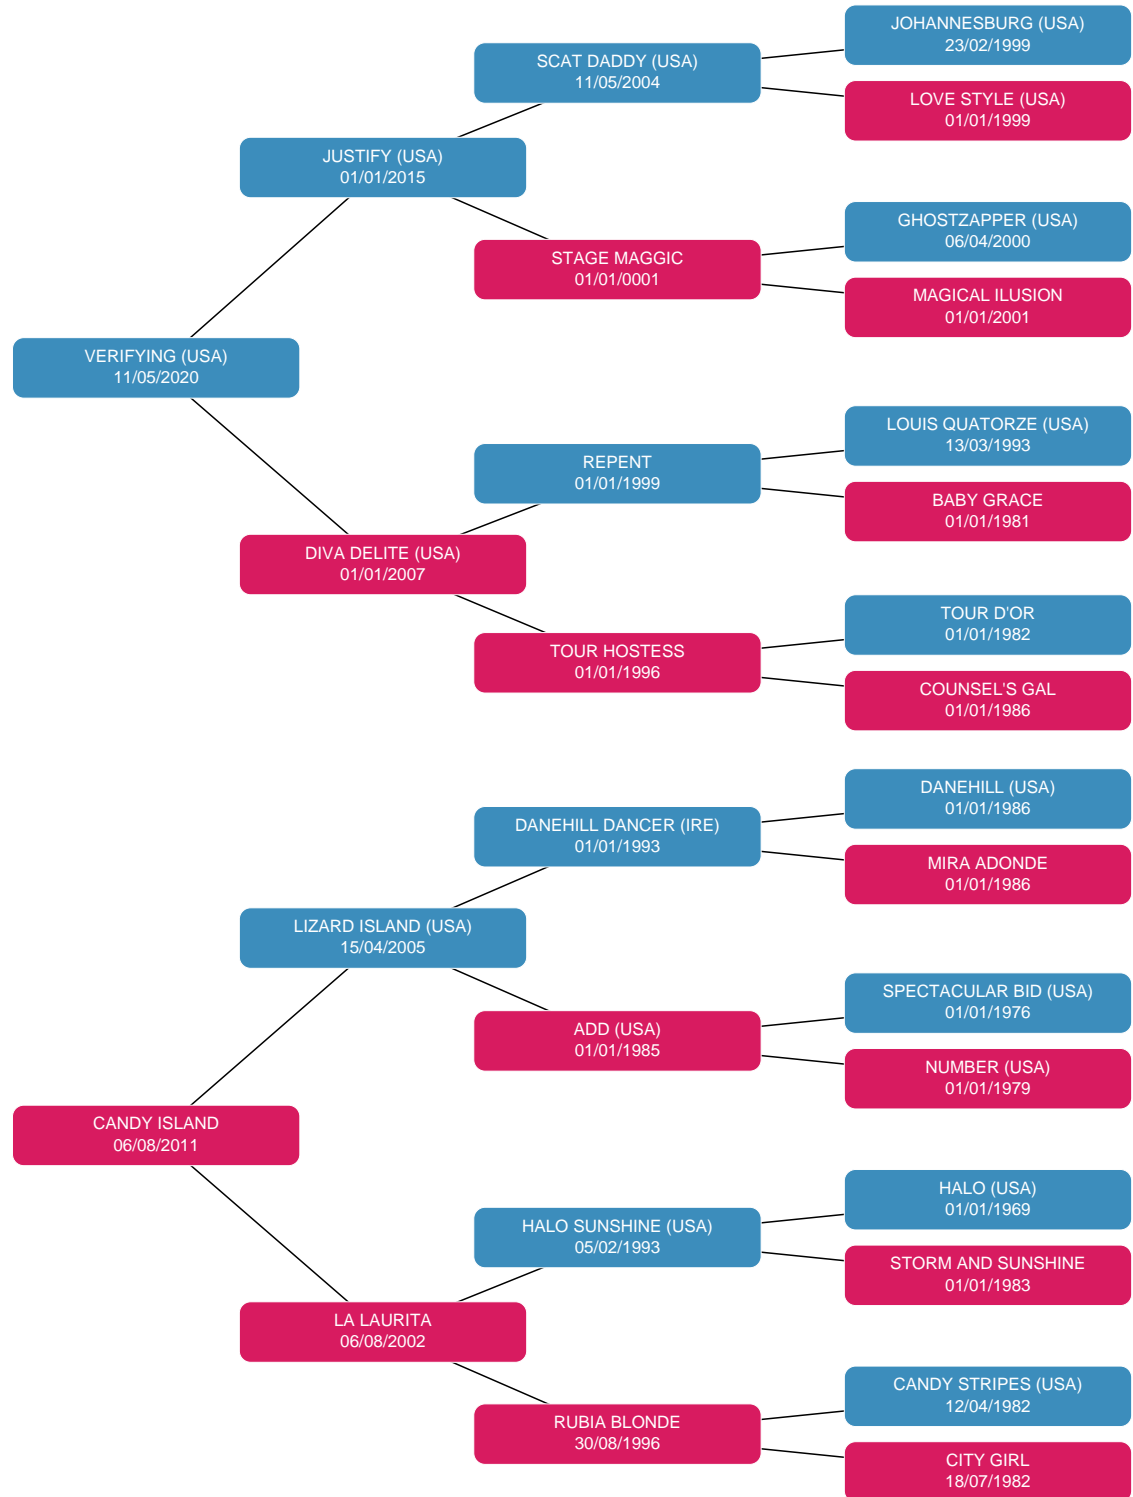 JOHANNESBURG (USA)
23/02/1999
SCAT DADDY (USA)
11/05/2004
LOVE STYLE (USA)
01/01/1999
JUSTIFY (USA)
01/01/2015
GHOSTZAPPER (USA)
06/04/2000
STAGE MAGGIC
01/01/0001
MAGICAL ILUSION
01/01/2001
VERIFYING (USA)
11/05/2020
LOUIS QUATORZE (USA)
13/03/1993
REPENT
01/01/1999
BABY GRACE
01/01/1981
DIVA DELITE (USA)
01/01/2007
TOUR D'OR
01/01/1982
TOUR HOSTESS
01/01/1996
COUNSEL'S GAL
01/01/1986
DANEHILL (USA)
01/01/1986
DANEHILL DANCER (IRE)
01/01/1993
MIRA ADONDE
01/01/1986
LIZARD ISLAND (USA)
15/04/2005
SPECTACULAR BID (USA)
01/01/1976
ADD (USA)
01/01/1985
NUMBER (USA)
01/01/1979
CANDY ISLAND
06/08/2011
HALO (USA)
01/01/1969
HALO SUNSHINE (USA)
05/02/1993
STORM AND SUNSHINE
01/01/1983
LA LAURITA
06/08/2002
CANDY STRIPES (USA)
12/04/1982
RUBIA BLONDE
30/08/1996
CITY GIRL
18/07/1982